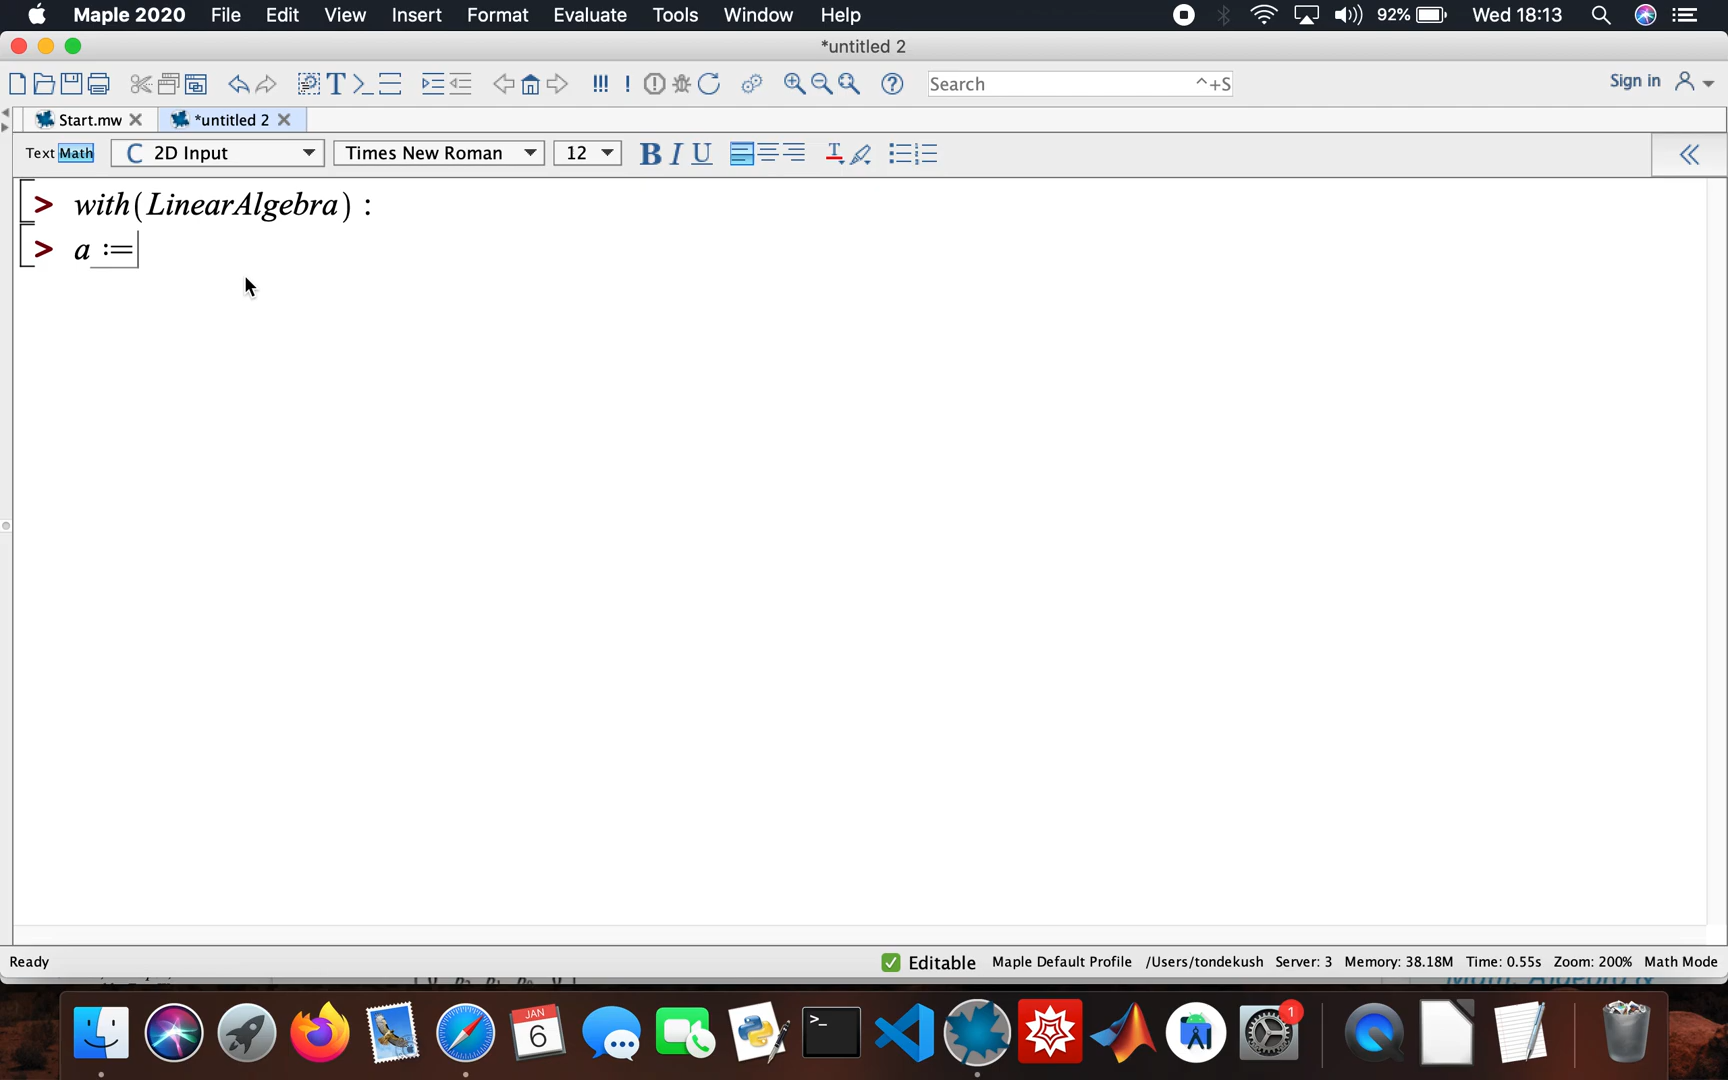 Maple 2020 File Edit View Insert Format Evaluate Tools Window Help 92% Wed 18:13
*untitled 2
Search ^+S Sign in
Start.mw *untitled 2
Text Math C 2D Input Times New Roman 12 B I U
> with(LinearAlgebra) :
> a :=
Ready Editable Maple Default Profile /Users/tondekush Server: 3 Memory: 38.18M Time: 0.55s Zoom: 200% Math Mode
JAN
6
1